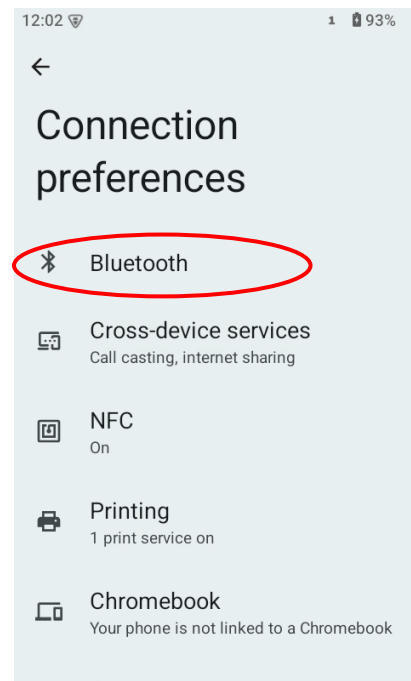 12:02 1 93%
Connection
preferences
Bluetooth
Cross-device services
Call casting, internet sharing
NFC
On
Printing
1 print service on
Chromebook
Your phone is not linked to a Chromebook